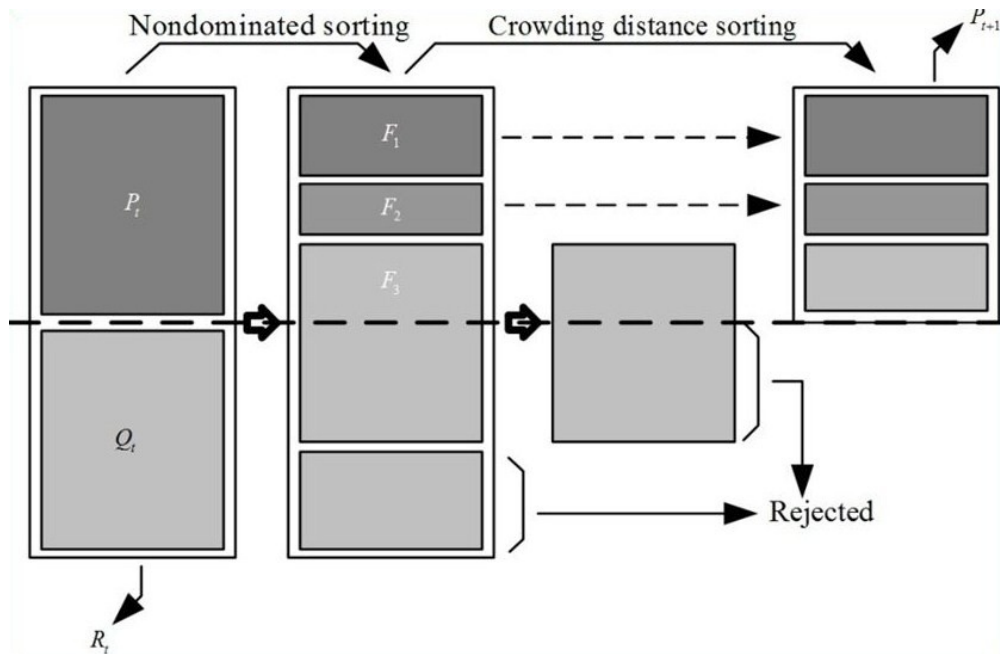 Nondominated sorting
Crowding distance sorting
P_{t+1}
P_t
F_1
F_2
F_3
Q_t
Rejected
R_t